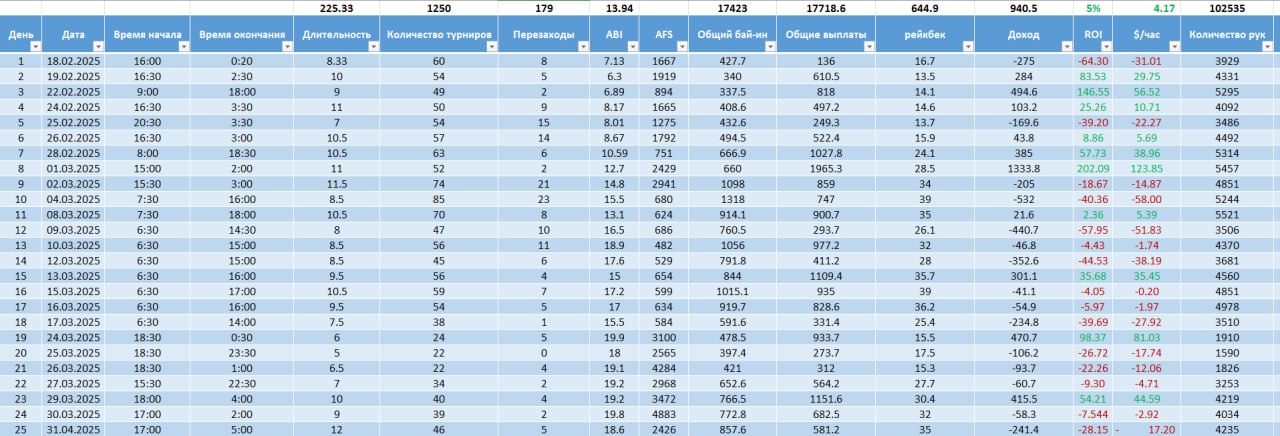 225.33 1250 179 13.94 17423 17718.6 644.9 940.5 5% 4.17 102535
День Дата Время начала Время окончания Длительность Количество турниров Перезаходы ABI AFS Общий бай-ин Общие выплаты рейкбек Доход ROI $/час Количество рук
1 18.02.2025 16:00 0:20 8.33 60 8 7.13 1667 427.7 136 16.7 -275 -64.30 -31.01 3929
2 19.02.2025 16:30 2:30 10 54 5 6.3 1919 340 610.5 13.5 284 83.53 29.75 4331
3 22.02.2025 9:00 18:00 9 49 2 6.89 894 337.5 818 14.1 494.6 146.55 56.52 5295
4 24.02.2025 16:30 3:30 11 50 9 8.17 1665 408.6 497.2 14.6 103.2 25.26 10.71 4092
5 25.02.2025 20:30 3:30 7 54 15 8.01 1275 432.6 249.3 13.7 -169.6 -39.20 -22.27 3486
6 26.02.2025 16:30 3:00 10.5 57 14 8.67 1792 494.5 522.4 15.9 43.8 8.86 5.69 4492
7 28.02.2025 8:00 18:30 10.5 63 6 10.59 751 666.9 1027.8 24.1 385 57.73 38.96 5314
8 01.03.2025 15:00 2:00 11 52 2 12.7 2429 660 1965.3 28.5 1333.8 202.09 123.85 5457
9 02.03.2025 15:30 3:00 11.5 74 21 14.8 2941 1098 859 34 -205 -18.67 -14.87 4851
10 04.03.2025 7:30 16:00 8.5 85 23 15.5 680 1318 747 39 -532 -40.36 -58.00 5244
11 08.03.2025 7:30 18:00 10.5 70 8 13.1 624 914.1 900.7 35 21.6 2.36 5.39 5521
12 09.03.2025 6:30 14:30 8 47 10 16.5 686 760.5 293.7 26.1 -440.7 -57.95 -51.83 3506
13 10.03.2025 6:30 15:00 8.5 56 11 18.9 482 1056 977.2 32 -46.8 -4.43 -1.74 4370
14 12.03.2025 6:30 15:00 8.5 45 6 17.6 529 791.8 411.2 28 -352.6 -44.53 -38.19 3681
15 13.03.2025 6:30 16:00 9.5 56 4 15 654 844 1109.4 35.7 301.1 35.68 35.45 4560
16 15.03.2025 6:30 17:00 10.5 59 7 17.2 599 1015.1 935 39 -41.1 -4.05 -0.20 4851
17 16.03.2025 6:30 16:00 9.5 54 5 17 634 919.7 828.6 36.2 -54.9 -5.97 -1.97 4978
18 17.03.2025 6:30 14:00 7.5 38 1 15.5 584 591.6 331.4 25.4 -234.8 -39.69 -27.92 3510
19 24.03.2025 18:30 0:30 6 24 5 19.9 3100 478.5 933.7 15.5 470.7 98.37 81.03 1910
20 25.03.2025 18:30 23:30 5 22 0 18 2565 397.4 273.7 17.5 -106.2 -26.72 -17.74 1590
21 26.03.2025 18:30 1:00 6.5 22 4 19.1 4284 421 312 15.3 -93.7 -22.26 -12.06 1826
22 27.03.2025 15:30 22:30 7 34 2 19.2 2968 652.6 564.2 27.7 -60.7 -9.30 -4.71 3253
23 29.03.2025 18:00 4:00 10 40 4 19.2 3472 766.5 1151.6 30.4 415.5 54.21 44.59 4219
24 30.03.2025 17:00 2:00 9 39 2 19.8 4883 772.8 682.5 32 -58.3 -7.544 -2.92 4034
25 31.04.2025 17:00 5:00 12 46 5 18.6 2426 857.6 581.2 35 -241.4 -28.15 - 17.20 4235